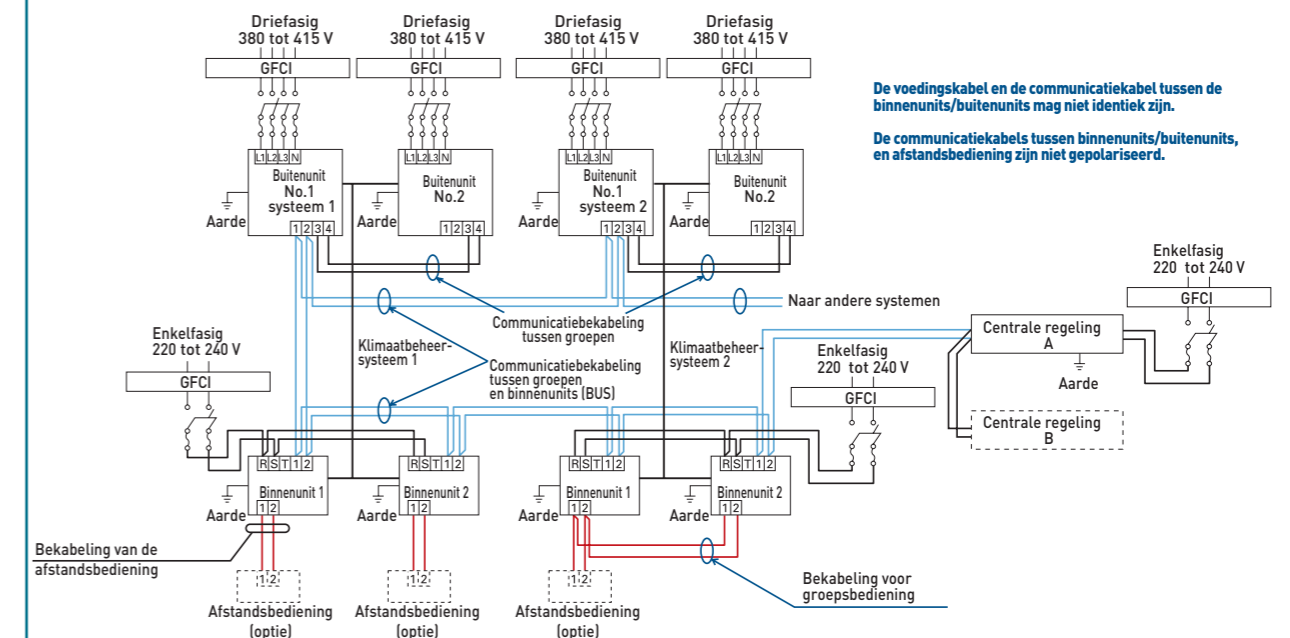 Driefasig
380 tot 415 V
GFCI
Driefasig
380 tot 415 V
GFCI
Driefasig
380 tot 415 V
GFCI
Driefasig
380 tot 415 V
GFCI
De voedingskabel en de communicatiekabel tussen de
binnenunits/buitenunits mag niet identiek zijn.
De communicatiekabels tussen binnenunits/buitenunits,
en afstandsbediening zijn niet gepolariseerd.
L1 L2 L3 N
Buitenunit
No.1
systeem 1
1 2 3 4
Aarde
L1 L2 L3 N
Buitenunit
No.2
1 2 3 4
Aarde
L1 L2 L3 N
Buitenunit
No.1
systeem 2
1 2 3 4
Aarde
L1 L2 L3 N
Buitenunit
No.2
1 2 3 4
Aarde
Naar andere systemen
Communicatiebekabeling
tussen groepen
Klimaatbeheer-
systeem 1
Communicatiebekabeling
tussen groepen
en binnenunits (BUS)
Klimaatbeheer-
systeem 2
Enkelfasig
220 tot 240 V
GFCI
Enkelfasig
220 tot 240 V
GFCI
Enkelfasig
220 tot 240 V
GFCI
Centrale regeling
A
Aarde
Centrale regeling
B
R S T 1 2
Binnenunit 1
1 2
Aarde
R S T 1 2
Binnenunit 2
1 2
Aarde
R S T 1 2
Binnenunit 1
1 2
Aarde
R S T 1 2
Binnenunit 2
1 2
Aarde
Bekabeling van de
afstandsbediening
1 2
Afstandsbediening
(optie)
1 2
Afstandsbediening
(optie)
1 2
Afstandsbediening
(optie)
Bekabeling voor
groepsbediening